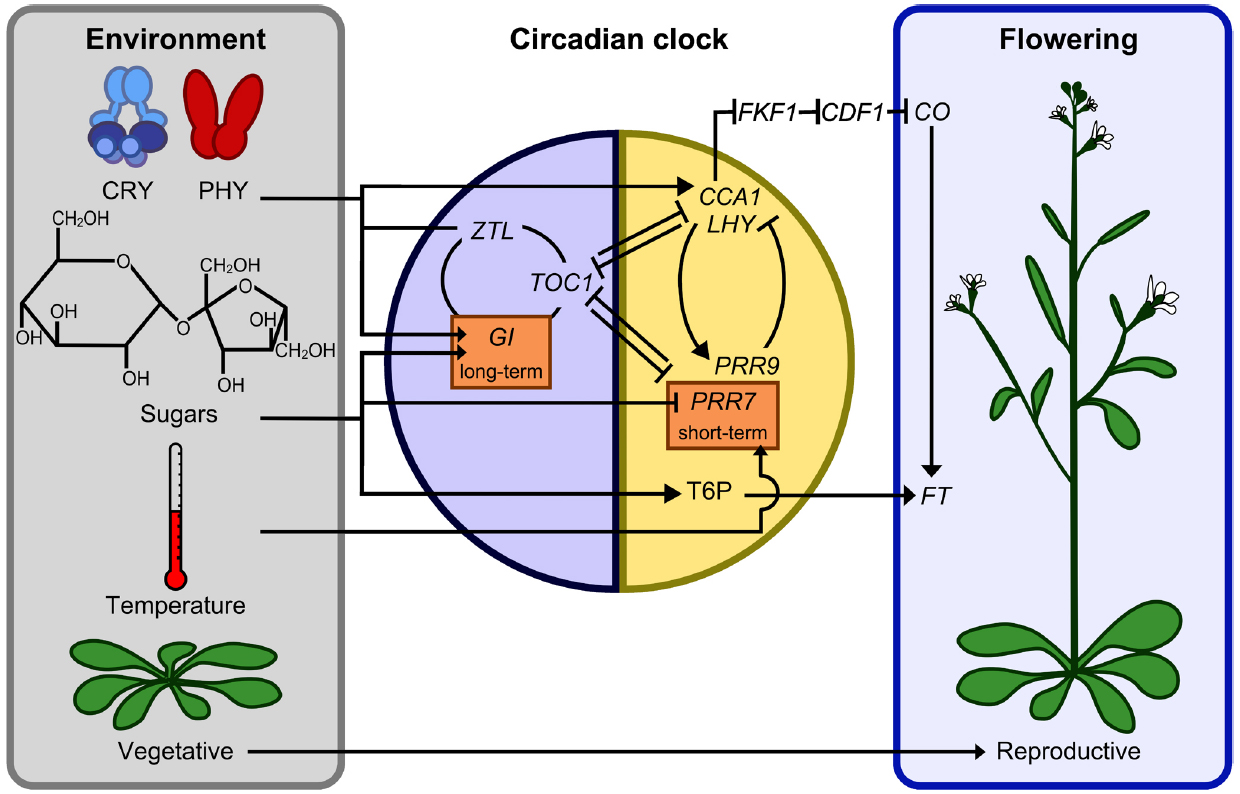 Environment
CRY PHY
CH₂OH
O
OH
OH
OH
O
CH₂OH
O
OH
CH₂OH
OH
Sugars
Temperature
Vegetative
Circadian clock
FKF1 CDF1 CO
CCA1
LHY
ZTL
TOC1
GI
long-term
PRR9
PRR7
short-term
T6P
FT
Flowering
Reproductive